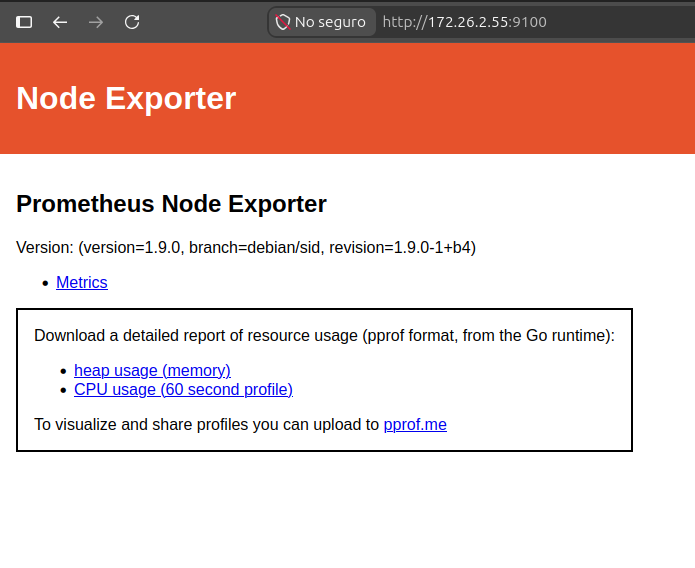 No seguro http://172.26.2.55:9100
Node Exporter
Prometheus Node Exporter
Version: (version=1.9.0, branch=debian/sid, revision=1.9.0-1+b4)
Metrics
Download a detailed report of resource usage (pprof format, from the Go runtime):
heap usage (memory)
CPU usage (60 second profile)
To visualize and share profiles you can upload to pprof.me